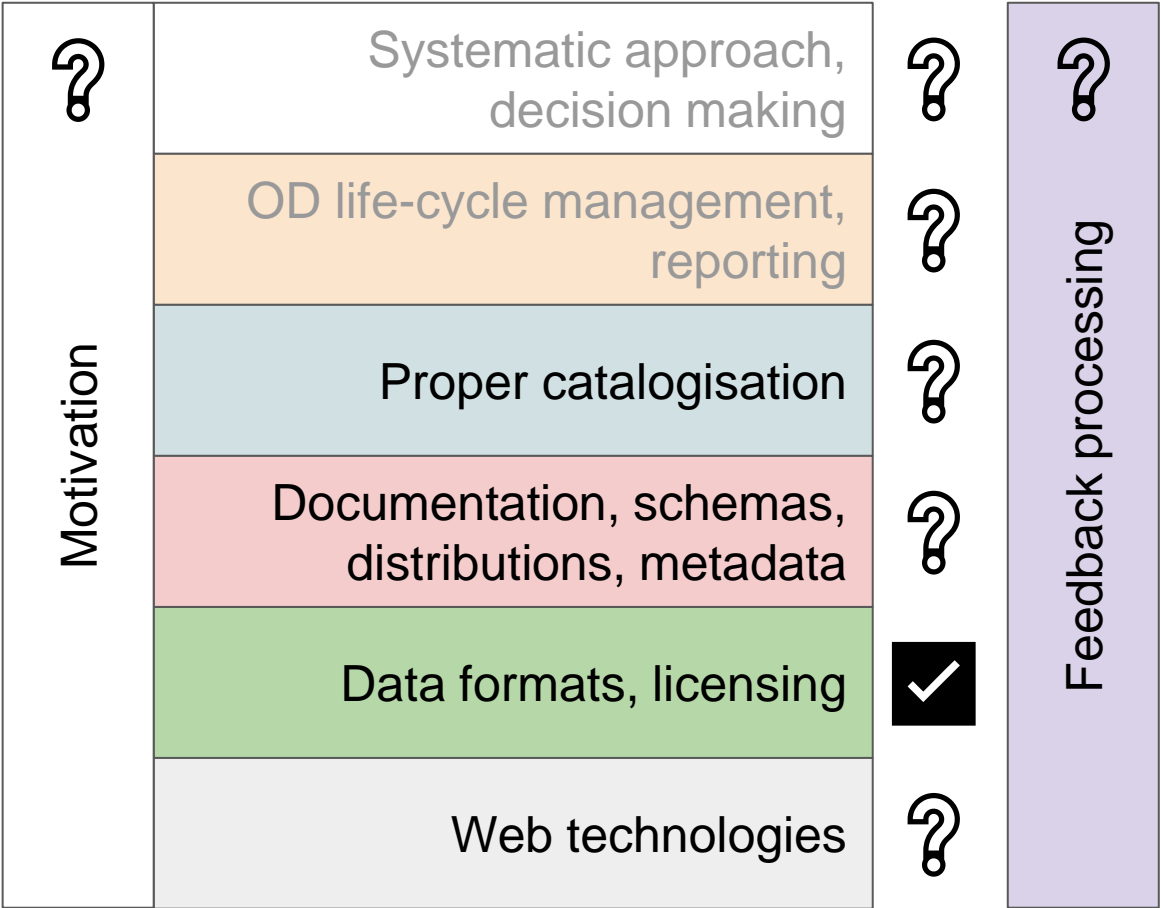 Motivation
Systematic approach,
decision making
OD life-cycle management,
reporting
Proper catalogisation
Documentation, schemas,
distributions, metadata
Data formats, licensing
Web technologies
Feedback processing